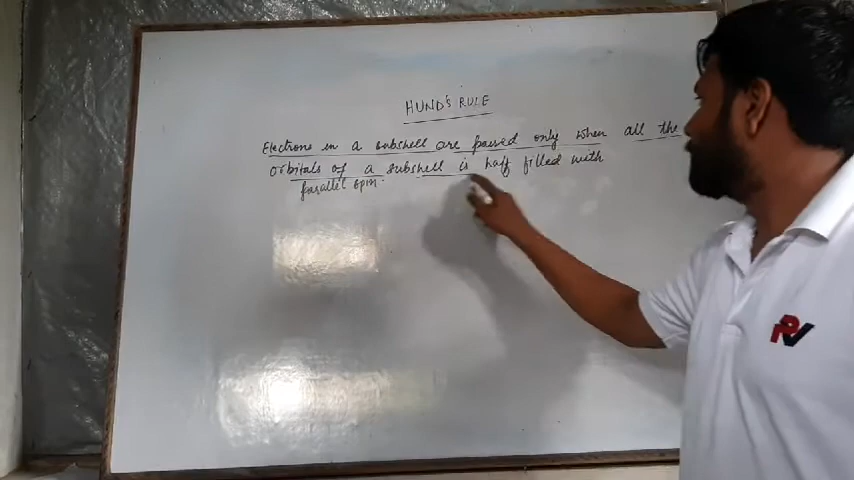 HUND'S RULE
Electrons in a subshell are paired only when all the
orbitals of a subshell is half filled with
parallel spin.
RV